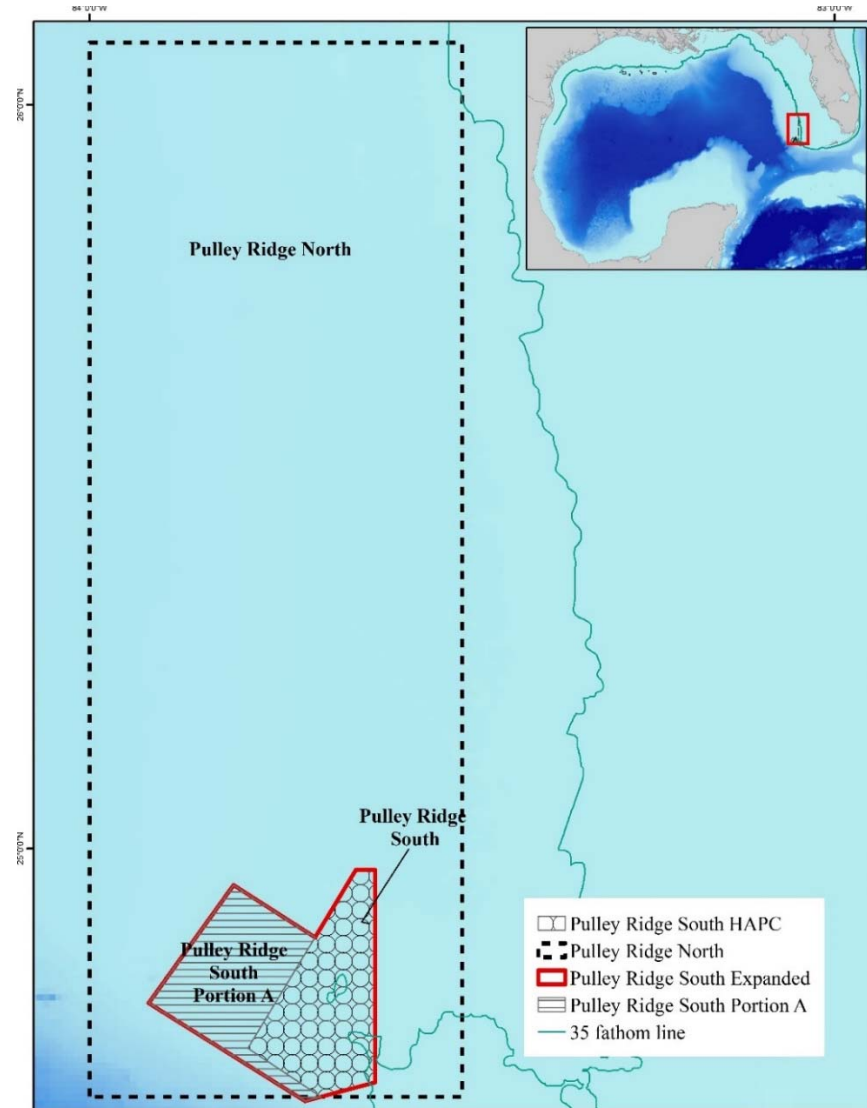 84°0'0"W
83°0'0"W
26°0'0"N
Pulley Ridge North
25°0'0"N
Pulley Ridge
South
Pulley Ridge
South
Portion A
Pulley Ridge South HAPC
Pulley Ridge North
Pulley Ridge South Expanded
Pulley Ridge South Portion A
35 fathom line